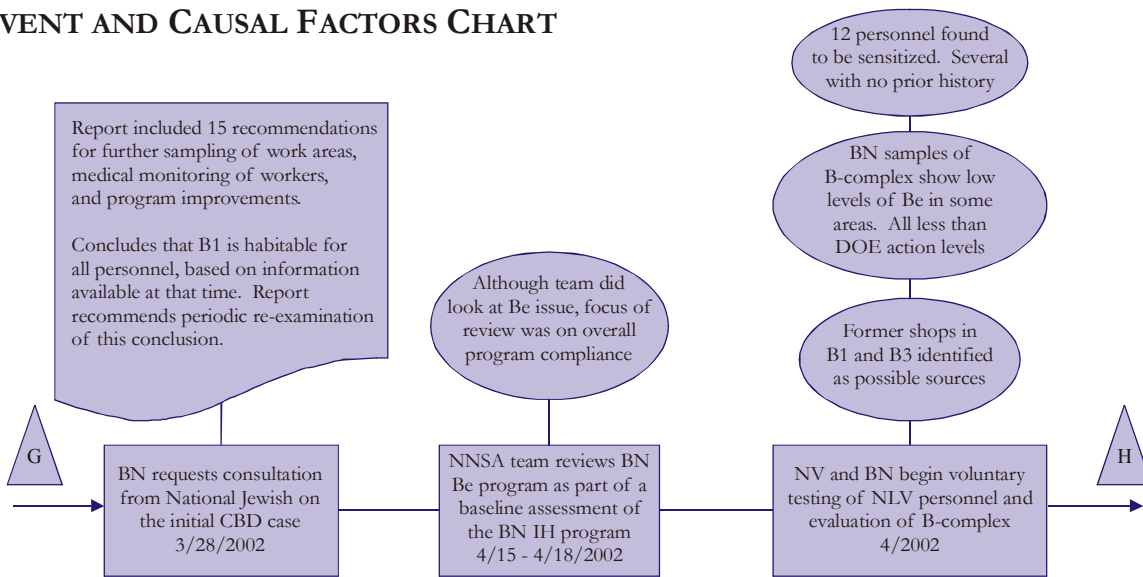 VENT AND CAUSAL FACTORS CHART
Report included 15 recommendations
for further sampling of work areas,
medical monitoring of workers,
and program improvements.
Concludes that B1 is habitable for
all personnel, based on information
available at that time. Report
recommends periodic re-examination
of this conclusion.
Although team did
look at Be issue, focus of
review was on overall
program compliance
12 personnel found
to be sensitized. Several
with no prior history
BN samples of
B-complex show low
levels of Be in some
areas. All less than
DOE action levels
Former shops in
B1 and B3 identified
as possible sources
G
BN requests consultation
from National Jewish on
the initial CBD case
3/28/2002
NNSA team reviews BN
Be program as part of a
baseline assessment of
the BN IH program
4/15 - 4/18/2002
NV and BN begin voluntary
testing of NLV personnel and
evaluation of B-complex
4/2002
H